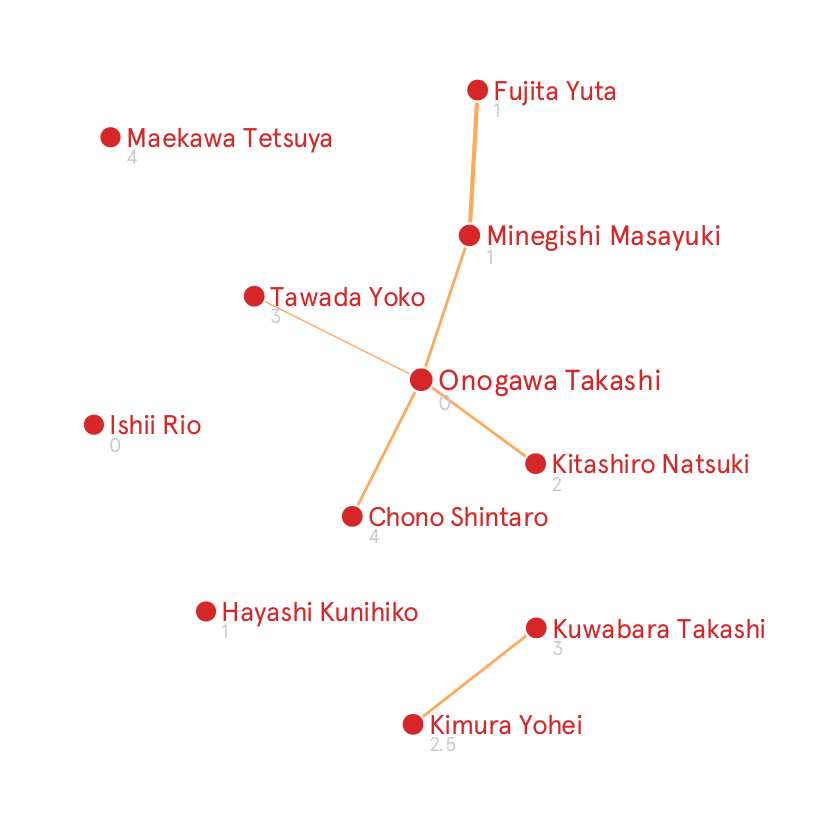 Fujita Yuta
1
Maekawa Tetsuya
4
Minegishi Masayuki
1
Tawada Yoko
3
Onogawa Takashi
0
Ishii Rio
0
Kitashiro Natsuki
2
Chono Shintaro
4
Hayashi Kunihiko
1
Kuwabara Takashi
3
Kimura Yohei
2.5